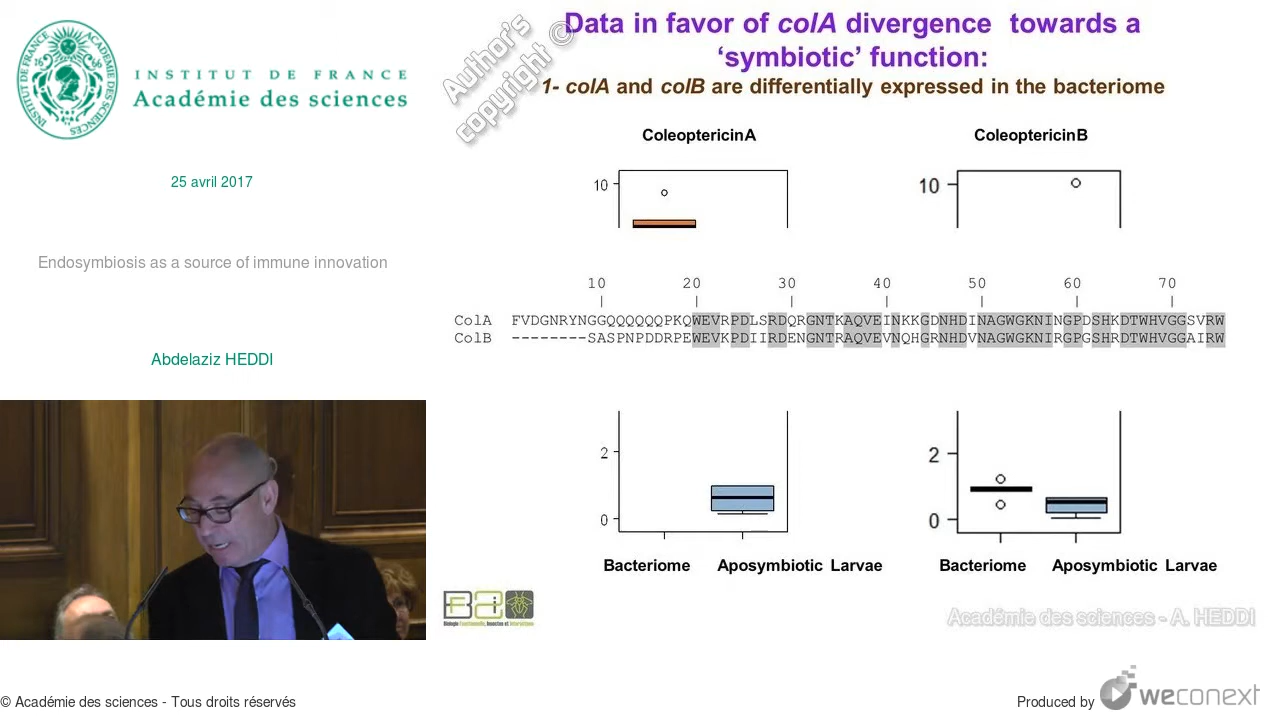 INSTITUT DE FRANCE
Académie des sciences
25 avril 2017
Endosymbiosis as a source of immune innovation
Abdelaziz HEDDI
© Académie des sciences - Tous droits réservés
Author's
copyright ©
Data in favor of colA divergence towards a
‘symbiotic’ function:
1- colA and colB are differentially expressed in the bacteriome
ColeoptericinA
ColeoptericinB
10
10
10 20 30 40 50 60 70
ColA FVDGNRYNGGQQQQQQPKQWEVRPDLSRDQRGNTKAQVEINKKGDNHDINAGWGKNINGPDSHKDTWHVGGSVRW
ColB --------SASPNPDDRPEWEVKPDIIRDENGNTRAQVEVNQHGRNHDVNAGWGKNIRGPGSHRDTWHVGGAIRW
2
0
2
0
Bacteriome Aposymbiotic Larvae
Bacteriome Aposymbiotic Larvae
Académie des sciences - A. HEDDI
Produced by weconext